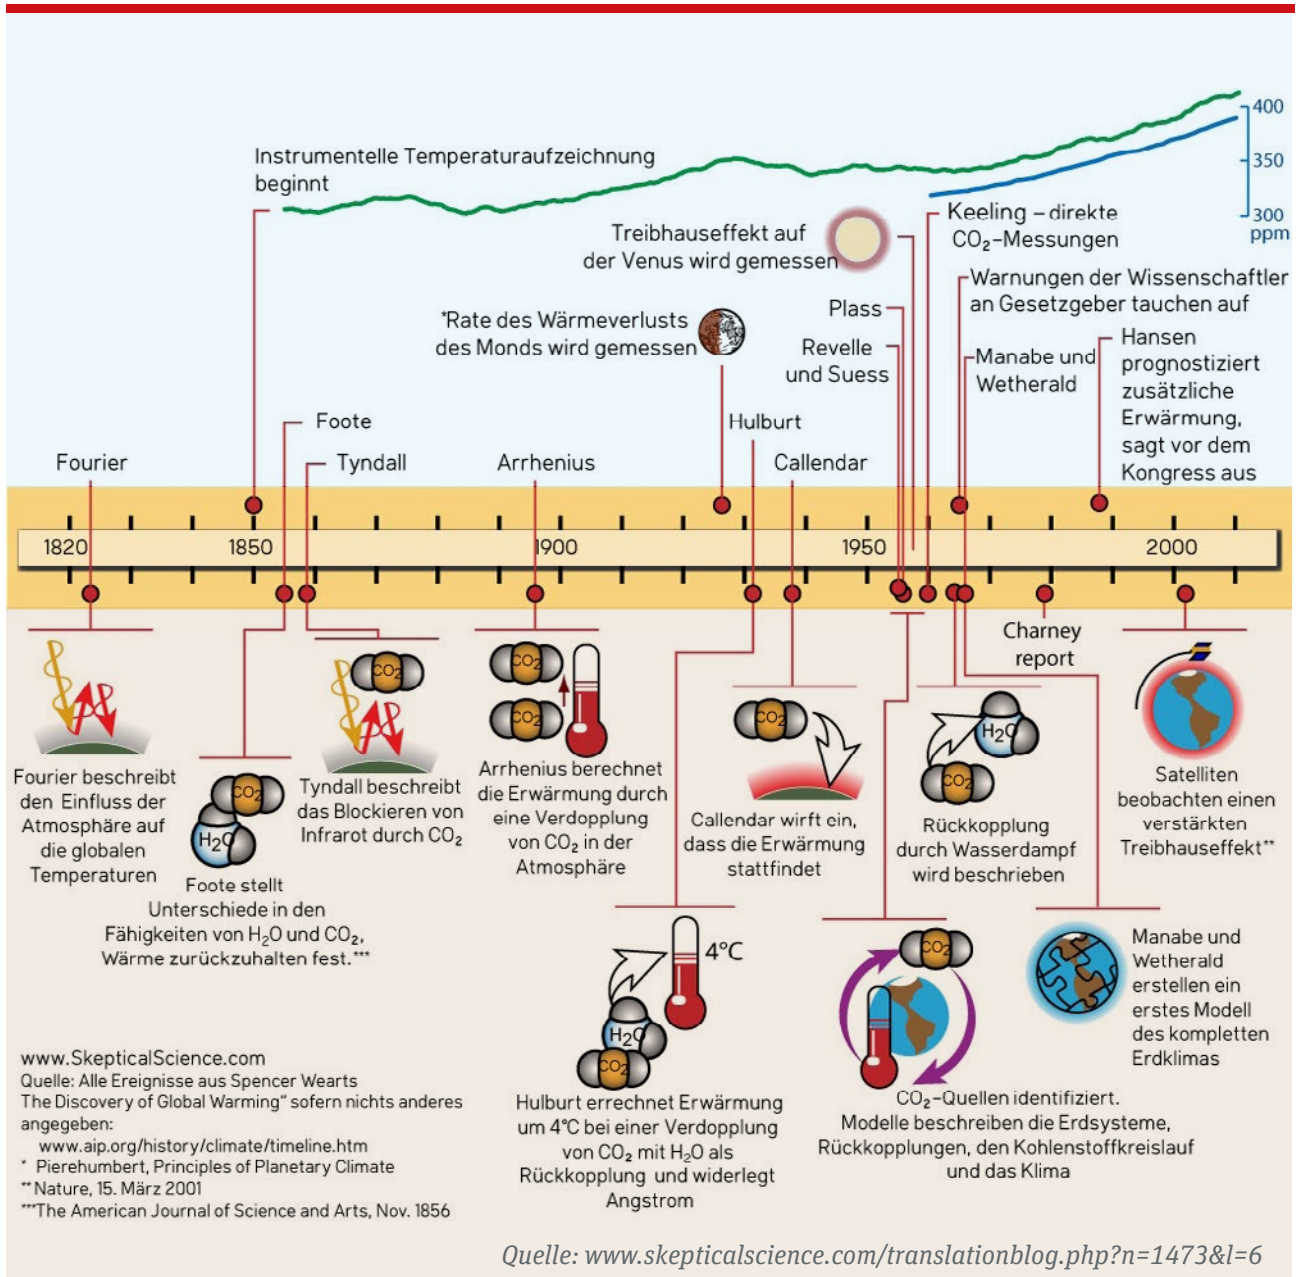 400
350
300
ppm
Instrumentelle Temperaturaufzeichnung
beginnt
Keeling – direkte
CO₂-Messungen
Treibhauseffekt auf
der Venus wird gemessen
Warnungen der Wissenschaftler
an Gesetzgeber tauchen auf
Plass
*Rate des Wärmeverlusts
des Monds wird gemessen
Revelle
und Suess
Manabe und
Wetherald
Hansen
prognostiziert
zusätzliche
Erwärmung,
sagt vor dem
Kongress aus
Foote
Hulburt
Fourier
Tyndall
Arrhenius
Callendar
1820
1850
1900
1950
2000
Charney
report
CO₂
CO₂
CO₂
Fourier beschreibt
den Einfluss der
Atmosphäre auf
die globalen
Temperaturen
CO₂
H₂O
Foote stellt
Unterschiede in den
Fähigkeiten von H₂O und CO₂,
Wärme zurückzuhalten fest.***
Tyndall beschreibt
das Blockieren von
Infrarot durch CO₂
Arrhenius berechnet
die Erwärmung durch
eine Verdopplung
von CO₂ in der
Atmosphäre
CO₂
Callendar wirft ein,
dass die Erwärmung
stattfindet
H₂O
CO₂
Rückkopplung
durch Wasserdampf
wird beschrieben
Satelliten
beobachten einen
verstärkten
Treibhauseffekt**
4°C
H₂O
CO₂
Hulburt errechnet Erwärmung
um 4°C bei einer Verdopplung
von CO₂ mit H₂O als
Rückkopplung und widerlegt
Angstrom
CO₂
CO₂-Quellen identifiziert.
Modelle beschreiben die Erdsysteme,
Rückkopplungen, den Kohlenstoffkreislauf
und das Klima
Manabe und
Wetherald
erstellen ein
erstes Modell
des kompletten
Erdklimas
www.SkepticalScience.com
Quelle: Alle Ereignisse aus Spencer Wearts
The Discovery of Global Warming“ sofern nichts anderes
angegeben:
www.aip.org/history/climate/timeline.htm
* Pierehumbert, Principles of Planetary Climate
** Nature, 15. März 2001
***The American Journal of Science and Arts, Nov. 1856
Quelle: www.skepticalscience.com/translationblog.php?n=1473&l=6